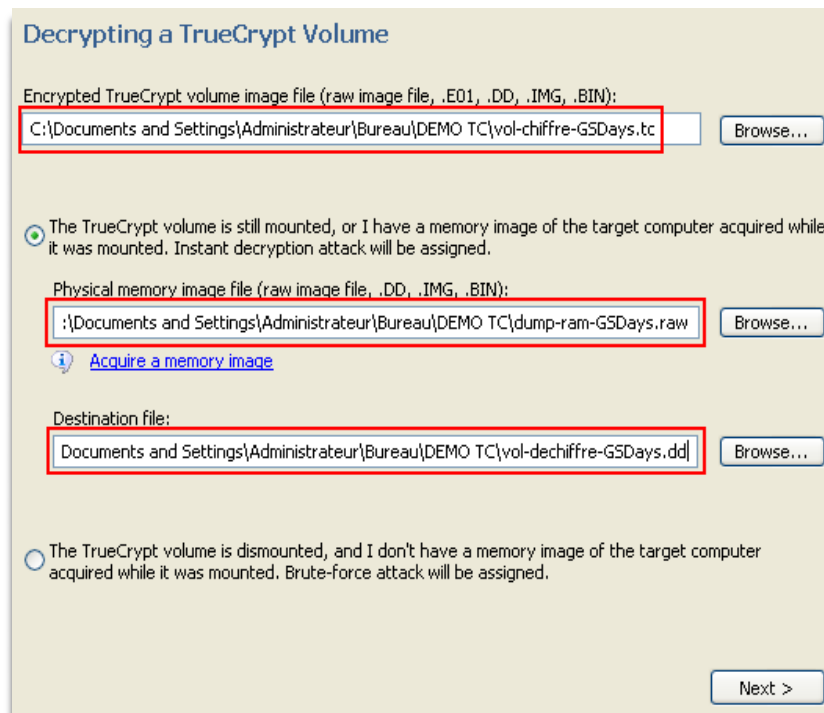 Decrypting a TrueCrypt Volume
Encrypted TrueCrypt volume image file (raw image file, .E01, .DD, .IMG, .BIN):
C:\Documents and Settings\Administrateur\Bureau\DEMO TC\vol-chiffre-GSDays.tc
Browse...
The TrueCrypt volume is still mounted, or I have a memory image of the target computer acquired while
it was mounted. Instant decryption attack will be assigned.
Physical memory image file (raw image file, .DD, .IMG, .BIN):
:\Documents and Settings\Administrateur\Bureau\DEMO TC\dump-ram-GSDays.raw
Browse...
Acquire a memory image
Destination file:
Documents and Settings\Administrateur\Bureau\DEMO TC\vol-dechiffre-GSDays.dd
Browse...
The TrueCrypt volume is dismounted, and I don't have a memory image of the target computer
acquired while it was mounted. Brute-force attack will be assigned.
Next >